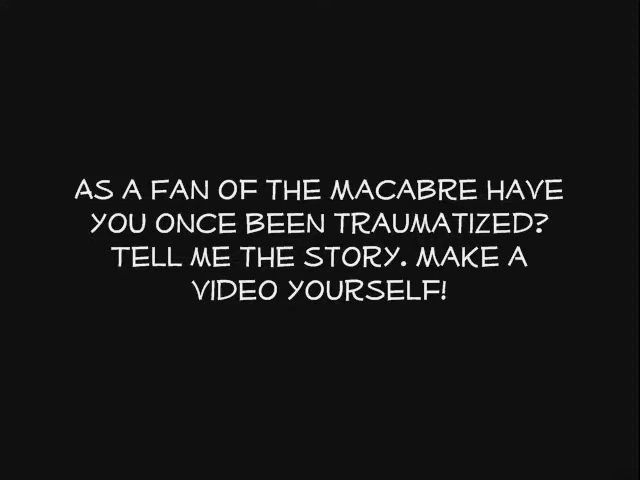 AS A FAN OF THE MACABRE HAVE
YOU ONCE BEEN TRAUMATIZED?
TELL ME THE STORY. MAKE A
VIDEO YOURSELF!